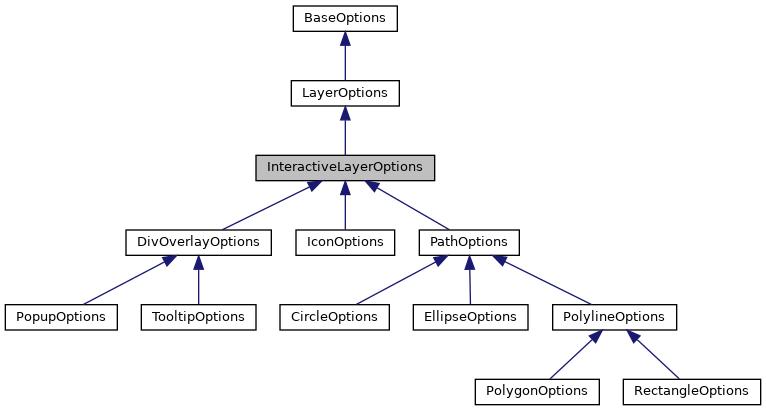 BaseOptions
LayerOptions
InteractiveLayerOptions
DivOverlayOptions
IconOptions
PathOptions
PopupOptions
TooltipOptions
CircleOptions
EllipseOptions
PolylineOptions
PolygonOptions
RectangleOptions